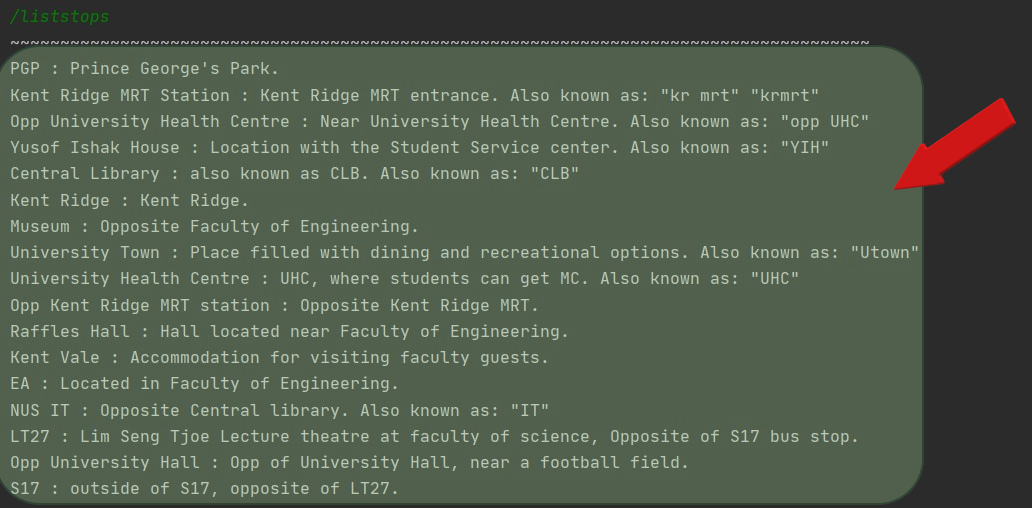 /liststops
~~~~~~~~~~~~~~~~~~~~~~~~~~~~~~~~~~~~~~~~~~~~~~~~~~~~~~~~~~~~~~~~~~~~~~~~~~~~~~~~~~~~~~
PGP : Prince George's Park.
Kent Ridge MRT Station : Kent Ridge MRT entrance. Also known as: "kr mrt" "krmrt"
Opp University Health Centre : Near University Health Centre. Also known as: "opp UHC"
Yusof Ishak House : Location with the Student Service center. Also known as: "YIH"
Central Library : also known as CLB. Also known as: "CLB"
Kent Ridge : Kent Ridge.
Museum : Opposite Faculty of Engineering.
University Town : Place filled with dining and recreational options. Also known as: "Utown"
University Health Centre : UHC, where students can get MC. Also known as: "UHC"
Opp Kent Ridge MRT station : Opposite Kent Ridge MRT.
Raffles Hall : Hall located near Faculty of Engineering.
Kent Vale : Accommodation for visiting faculty guests.
EA : Located in Faculty of Engineering.
NUS IT : Opposite Central library. Also known as: "IT"
LT27 : Lim Seng Tjoe Lecture theatre at faculty of science, Opposite of S17 bus stop.
Opp University Hall : Opp of University Hall, near a football field.
S17 : outside of S17, opposite of LT27.